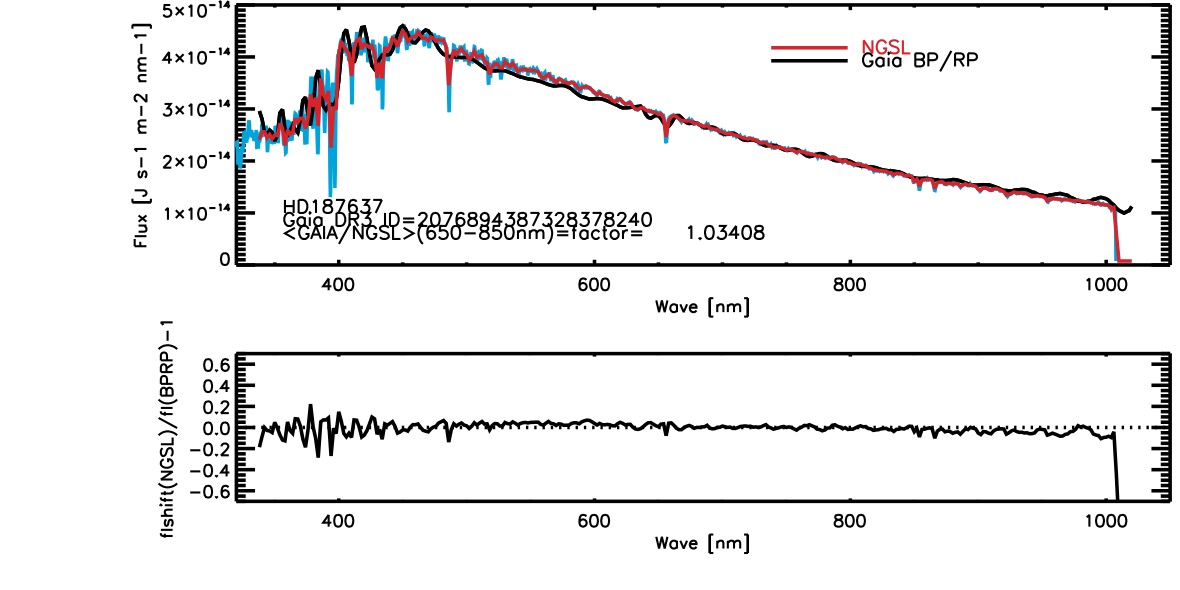 5×10−14
4×10−14
3×10−14
2×10−14
1×10−14
0
Flux [J s−1 m−2 nm−1]
NGSL
Gaia BP/RP
HD187637
Gaia DR3 ID=2076894387328378240
<GAIA/NGSL>(650−850nm)=factor= 1.03408
400 600 800 1000
Wave [nm]
flshift(NGSL)/fl(BPRP)−1
0.6
0.4
0.2
0.0
−0.2
−0.4
−0.6
400 600 800 1000
Wave [nm]